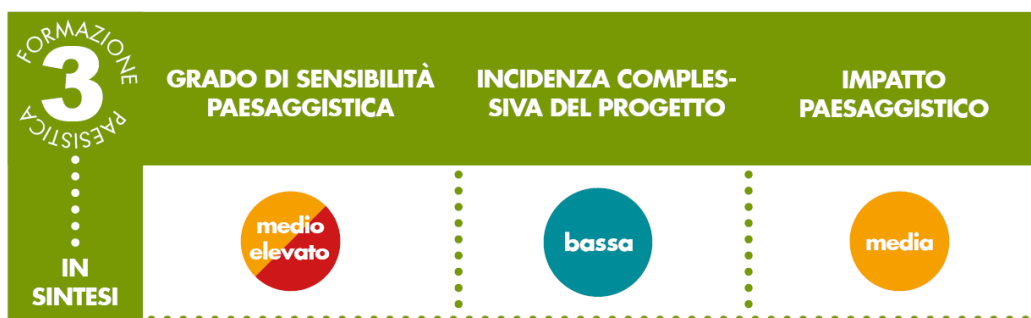 FORMAZIONE
3
PAESISTICA
GRADO DI SENSIBILITÀ
PAESAGGISTICA
INCIDENZA COMPLES-
SIVA DEL PROGETTO
IMPATTO
PAESAGGISTICO
IN
SINTESI
medio
elevato
bassa
media